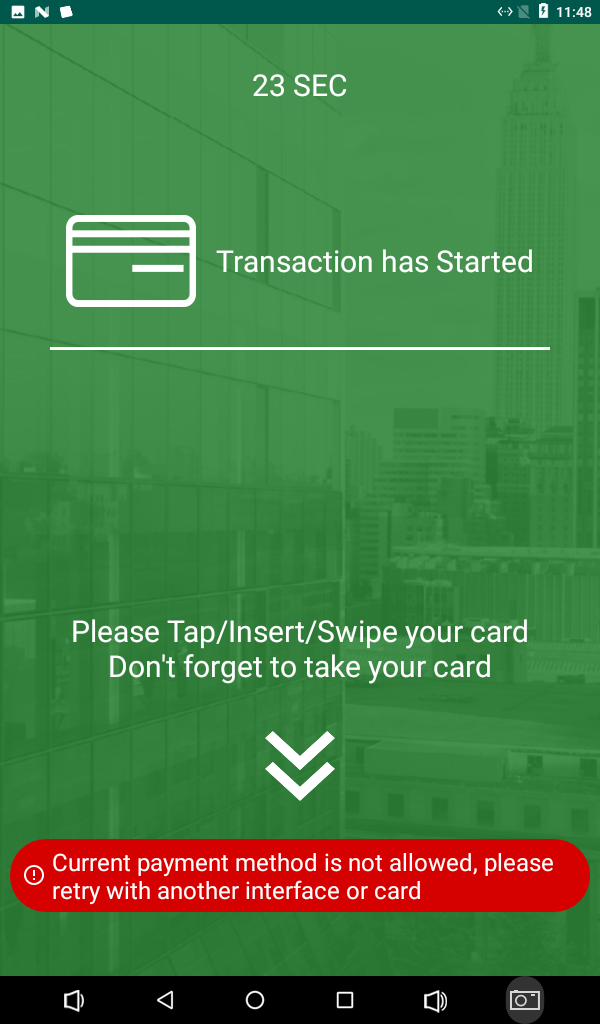 11:48
23 SEC
Transaction has Started
Please Tap/Insert/Swipe your card
Don't forget to take your card
Current payment method is not allowed, please
retry with another interface or card